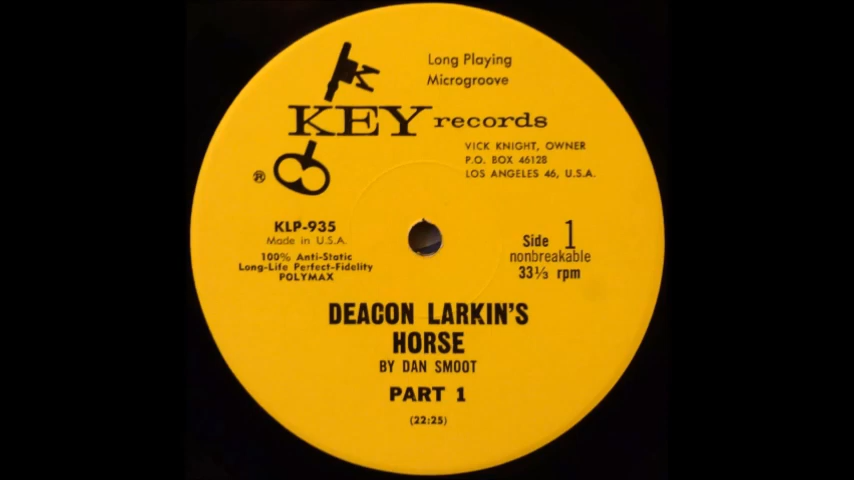 Long Playing
Microgroove
KEY records
VICK KNIGHT, OWNER
P.O. BOX 46128
LOS ANGELES 46, U.S.A.
®
KLP-935
Made in U.S.A.
100% Anti-Static
Long-Life Perfect-Fidelity
POLYMAX
Side 1
nonbreakable
33⅓ rpm
DEACON LARKIN'S
HORSE
BY DAN SMOOT
PART 1
(22:25)